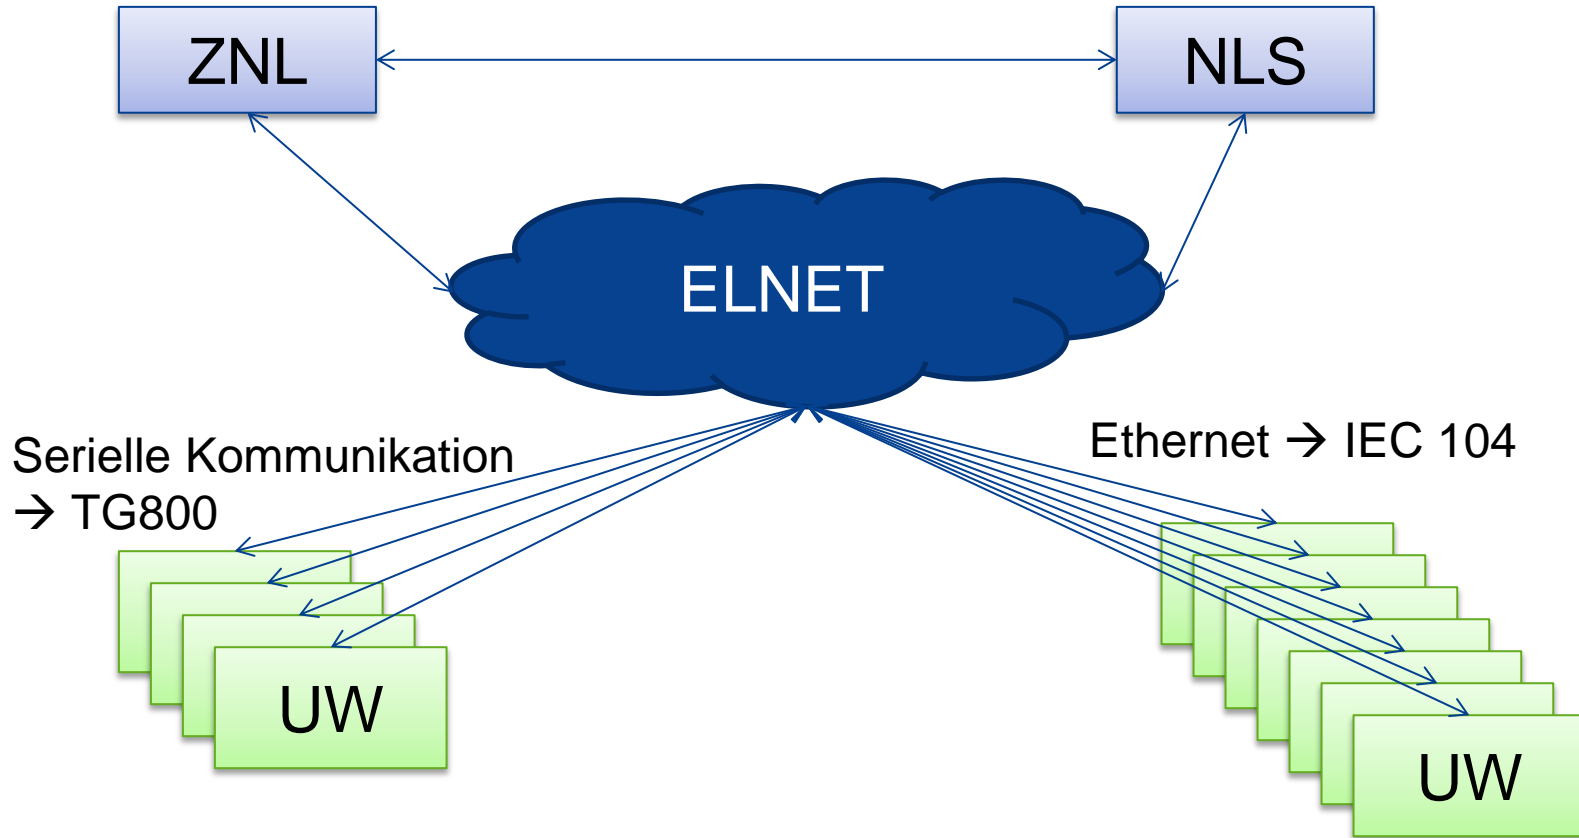 ZNL
NLS
ELNET
Serielle Kommunikation
→ TG800
Ethernet → IEC 104
UW
UW